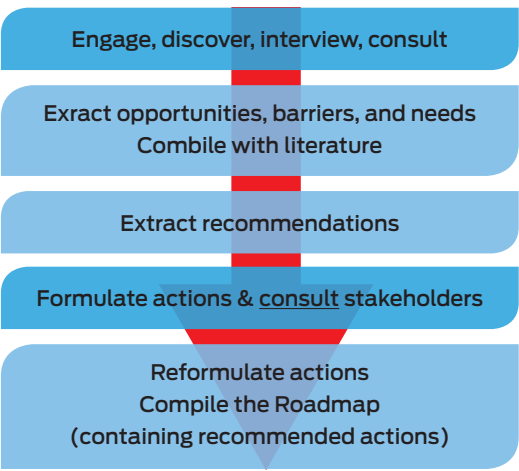 Engage, discover, interview, consult
Exract opportunities, barriers, and needs
Combile with literature
Extract recommendations
Formulate actions & consult stakeholders
Reformulate actions
Compile the Roadmap
(containing recommended actions)